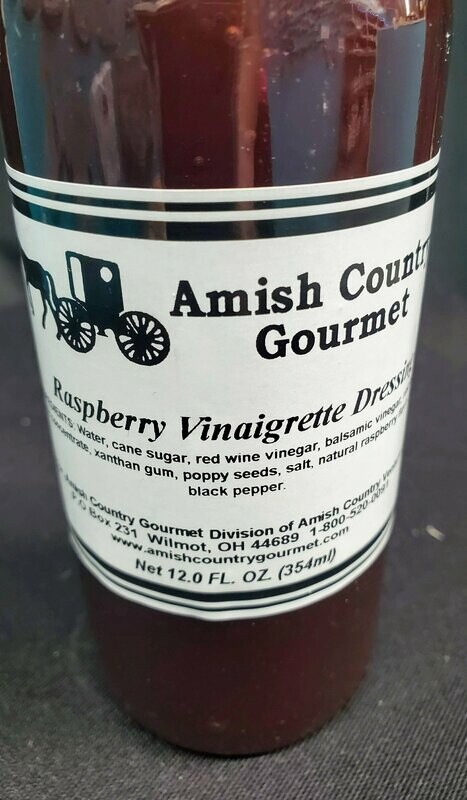 Amish Country
Gourmet
Raspberry Vinaigrette Dressing
Water, cane sugar, red wine vinegar, balsamic vinegar,
xanthan gum, poppy seeds, salt, natural raspberry
black pepper.
Amish Country Gourmet Division of Amish Country
P.O Box 231 Wilmot, OH 44689 1-800-520-0091
www.amishcountrygourmet.com
Net 12.0 FL. OZ. (354ml)